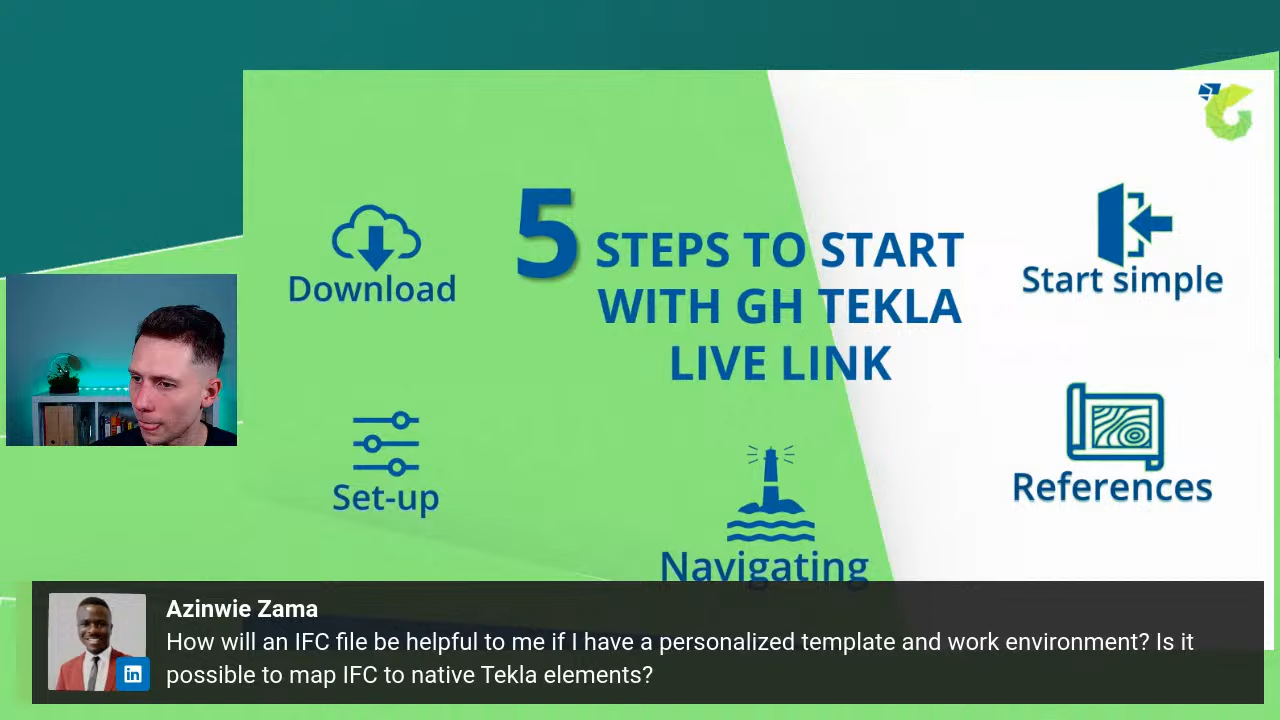 5 STEPS TO START
WITH GH TEKLA
LIVE LINK
Download
Set-up
Navigating
Start simple
References
Azinwie Zama
How will an IFC file be helpful to me if I have a personalized template and work environment? Is it
possible to map IFC to native Tekla elements?
in